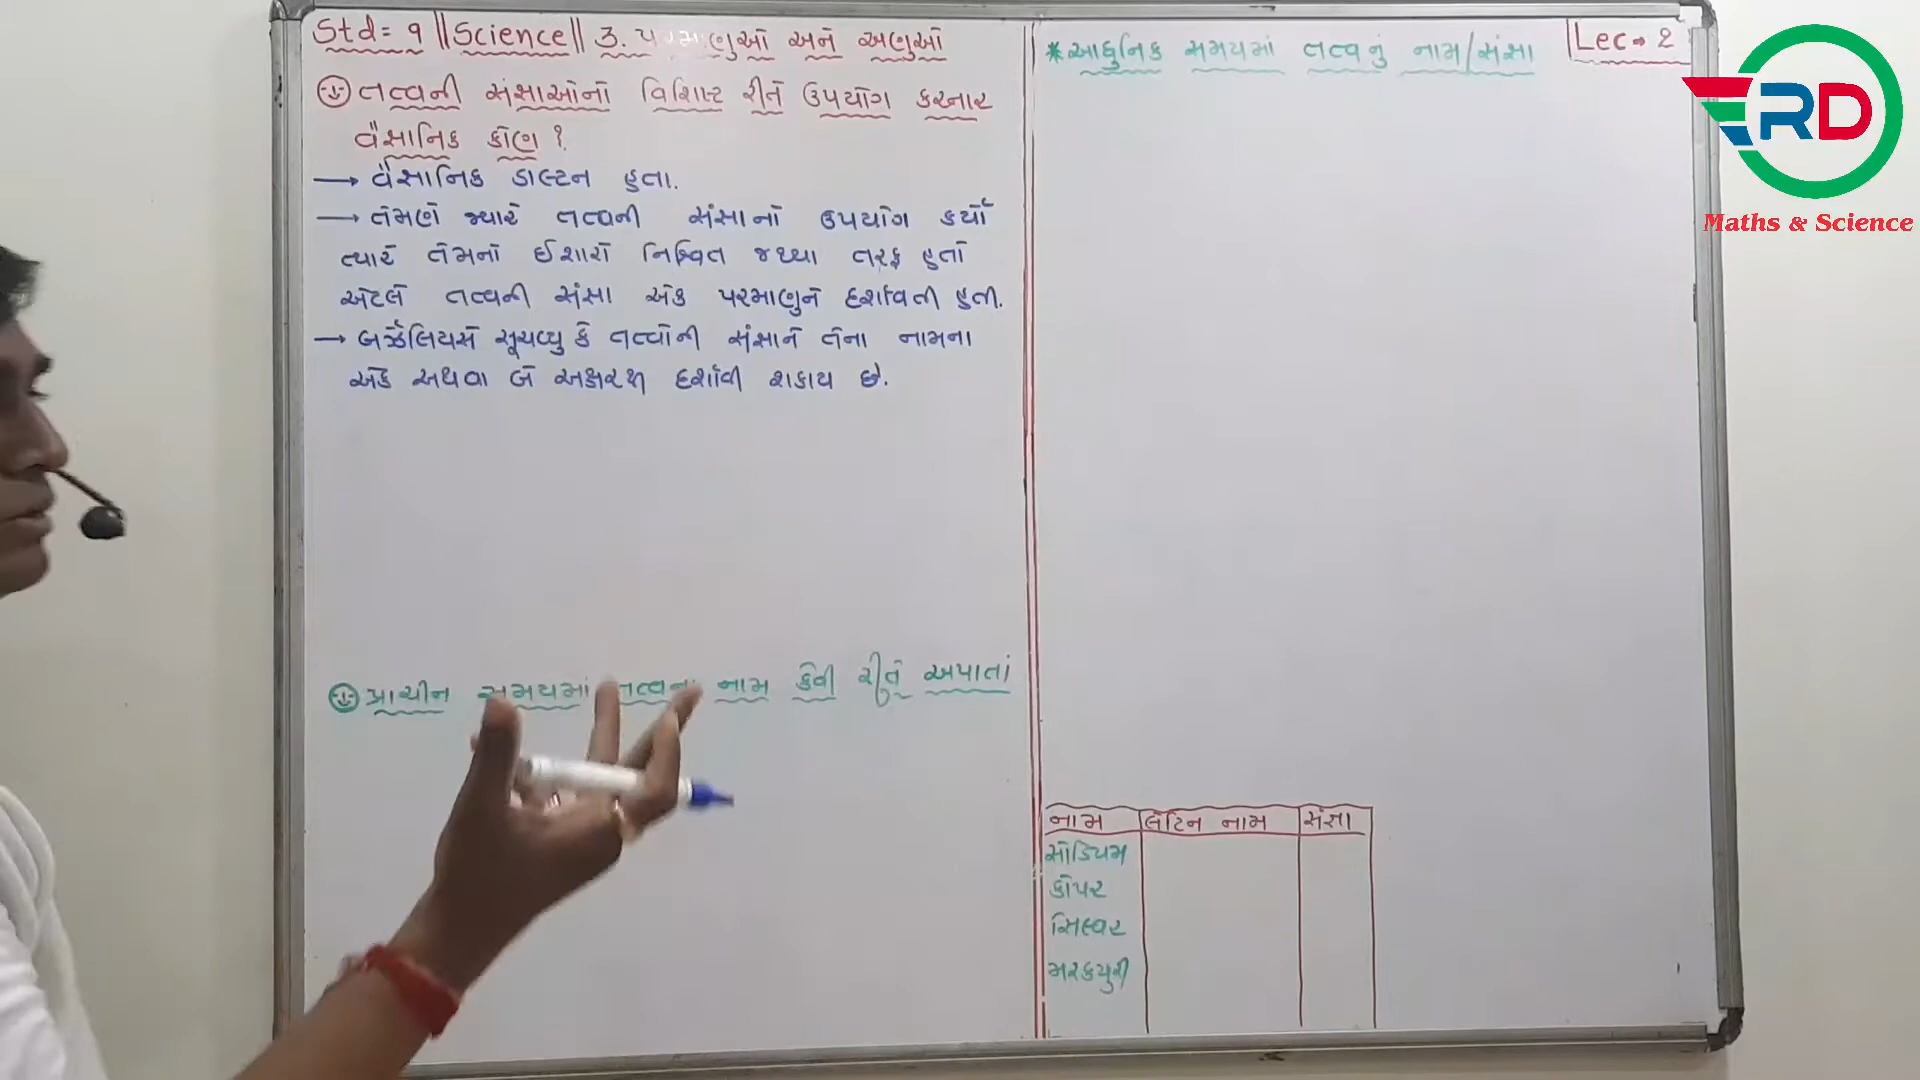 Std = 9 || Science || 3. પરમાણુઓ અને અણુઓ
તત્વની સંજ્ઞાઓનો વિશિષ્ટ રીતે ઉપયોગ કરનાર
વૈજ્ઞાનિક કોણ ?
→ વૈજ્ઞાનિક ડાલ્ટન હતા.
→ તેમણે જ્યારે તત્વની સંજ્ઞાનો ઉપયોગ કર્યો
ત્યારે તેમનો ઈશારો નિશ્ચિત જથ્થા તરફ હતો
એટલે તત્વની સંજ્ઞા એક પરમાણુને દર્શાવતી હતી.
→ બર્ઝેલિયસે સૂચવ્યુ કે તત્વોની સંજ્ઞાને તેના નામના
એક અથવા બે અક્ષરથી દર્શાવી શકાય છે.
પ્રાચીન સમયમાં તત્વના નામ કેવી રીતે અપાતાં
* આધુનિક સમયમાં તત્વનું નામ/સંજ્ઞા
Lec → 2
RD
Maths & Science
નામ લેટિન નામ સંજ્ઞા
સોડિયમ
કોપર
સિલ્વર
મરક્યુરી